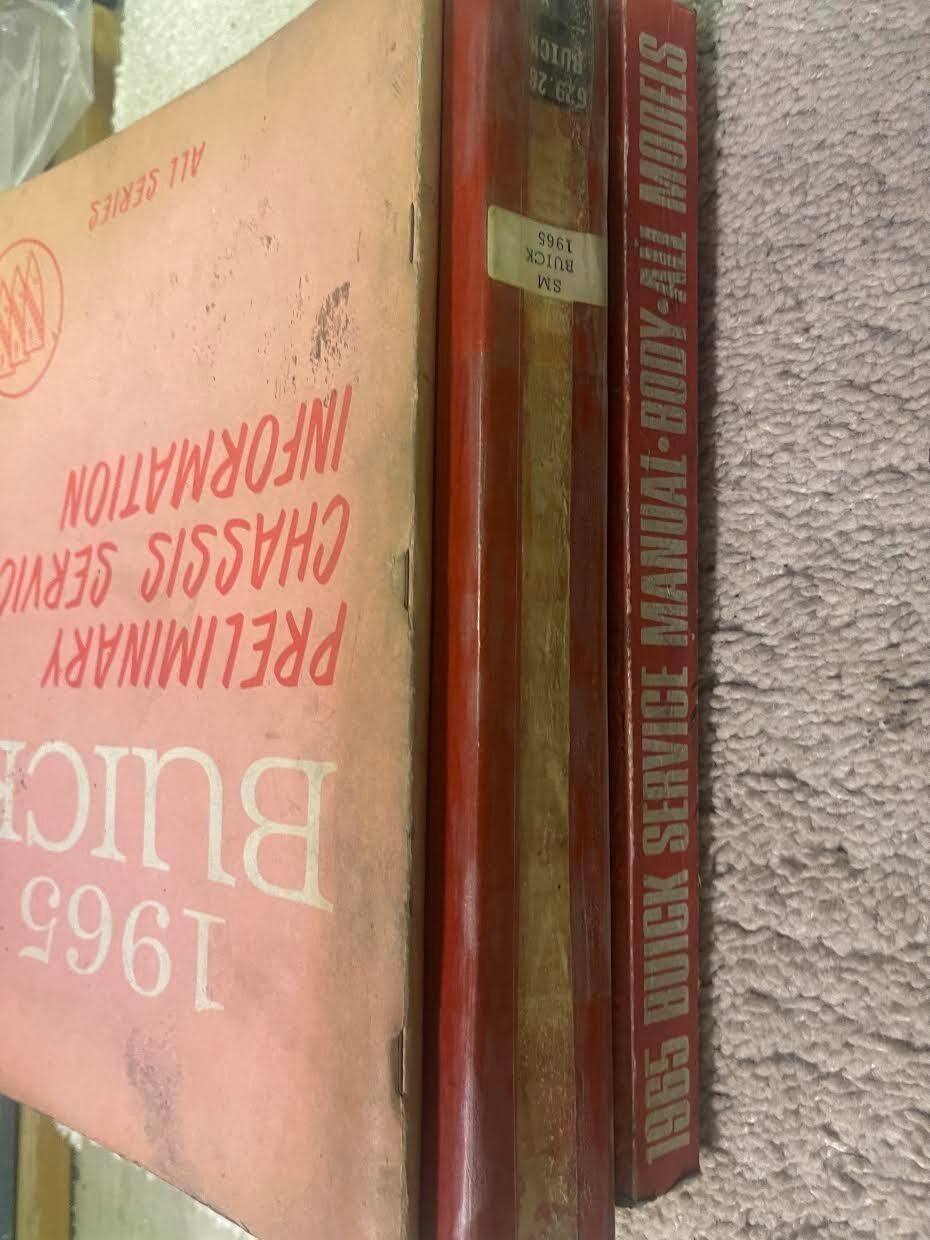 1965
BUICK
PRELIMINARY
CHASSIS SERVIC
INFORMATION
ALL SERIES
629.28
BUICK
SM
BUICK
1965
1965 BUICK SERVICE MANUAL·BODY·ALL MODELS